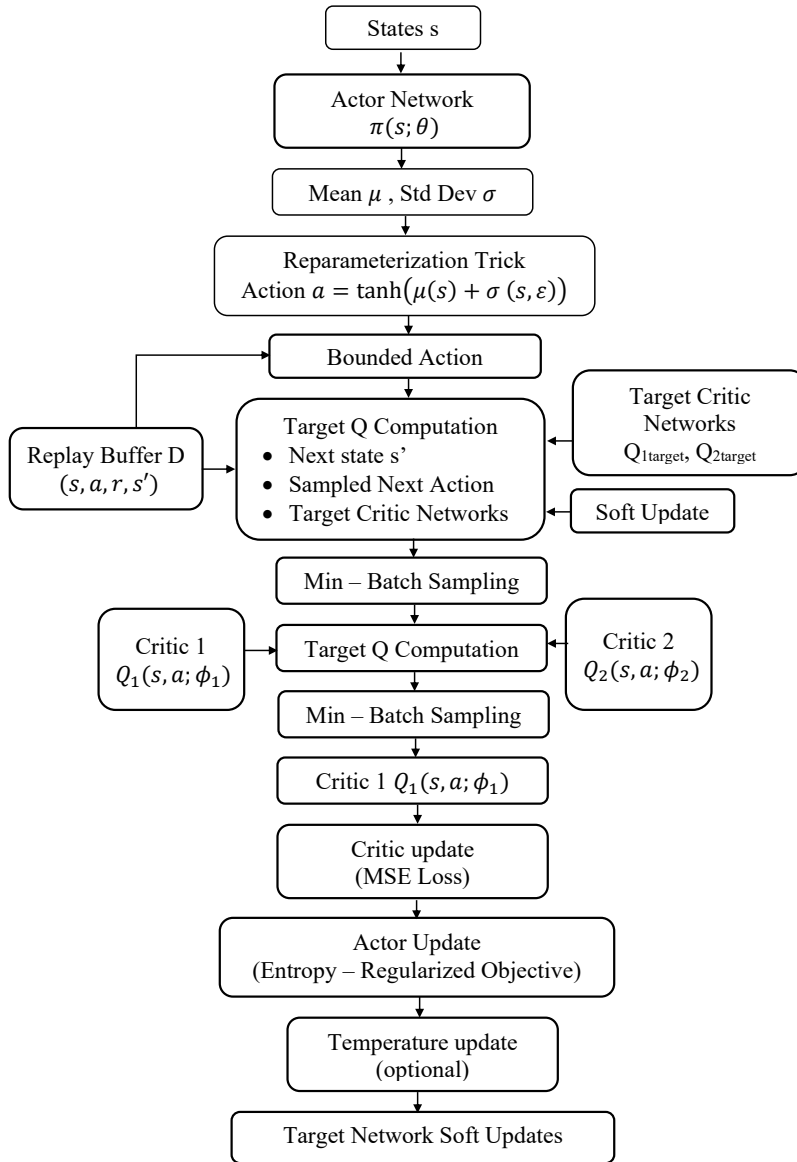 States s
Actor Network
π(s; θ)
Mean μ , Std Dev σ
Reparameterization Trick
Action a = tanh(μ(s) + σ (s, ε))
Bounded Action
Replay Buffer D
(s, a, r, s′)
Target Q Computation
• Next state s’
• Sampled Next Action
• Target Critic Networks
Target Critic
Networks
Q1target, Q2target
Soft Update
Min – Batch Sampling
Critic 1
Q₁(s, a; ϕ₁)
Target Q Computation
Critic 2
Q₂(s, a; ϕ₂)
Min – Batch Sampling
Critic 1 Q₁(s, a; ϕ₁)
Critic update
(MSE Loss)
Actor Update
(Entropy – Regularized Objective)
Temperature update
(optional)
Target Network Soft Updates